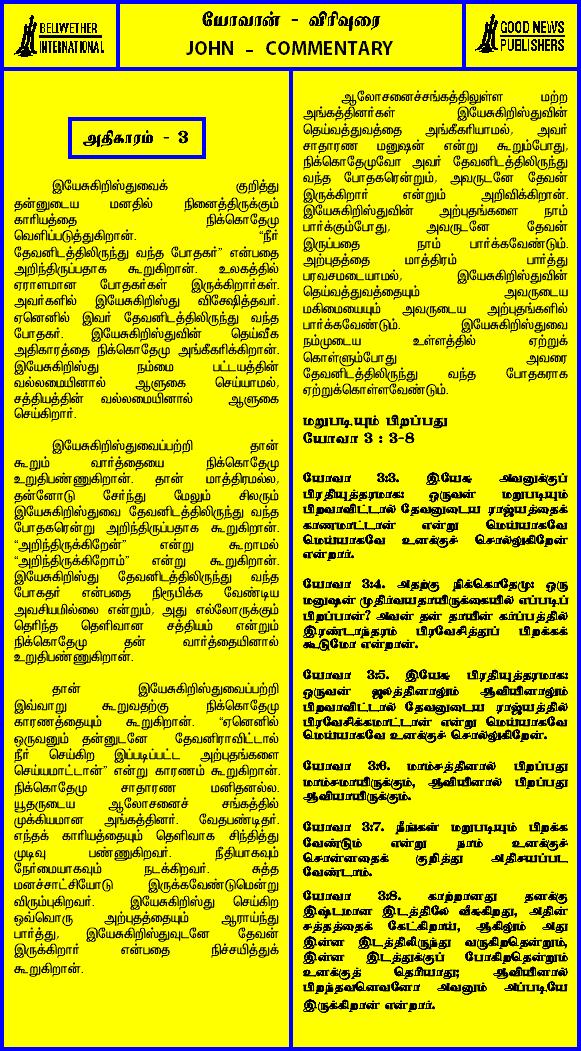 BELWETHER
INTERNATIONAL
யோவான் - விரிவுரை
JOHN - COMMENTARY
GOOD NEWS
PUBLISHERS
அதிகாரம் - 3
இயேசுகிறிஸ்துவைக் குறித்து
தன்னுடைய மனதில் நினைத்திருக்கும்
காரியத்தை நிக்கொதேமு
வெளிப்படுத்துகிறான். “நீர்
தேவனிடத்திலிருந்து வந்த போதகர்” என்பதை
அறிந்திருப்பதாக கூறுகிறான். உலகத்தில்
ஏராளமான போதகர்கள் இருக்கிறார்கள்.
அவர்களில் இயேசுகிறிஸ்து விசேஷித்தவர்.
ஏனெனில் இவர் தேவனிடத்திலிருந்து வந்த
போதகர். இயேசுகிறிஸ்துவின் தெய்வீக
அதிகாரத்தை நிக்கொதேமு அங்கீகரிக்கிறான்.
இயேசுகிறிஸ்து நம்மை பட்டயத்தின்
வல்லமையினால் ஆளுகை செய்யாமல்,
சத்தியத்தின் வல்லமையினால் ஆளுகை
செய்கிறார்.
இயேசுகிறிஸ்துவைப்பற்றி தான்
கூறும் வார்த்தையை நிக்கொதேமு
உறுதிபண்ணுகிறான். தான் மாத்திரமல்ல,
தன்னோடு சேர்ந்து மேலும் சிலரும்
இயேசுகிறிஸ்துவை தேவனிடத்திலிருந்து வந்த
போதகரென்று அறிந்திருப்பதாக கூறுகிறான்.
“அறிந்திருக்கிறேன்” என்று கூறாமல்
“அறிந்திருக்கிறோம்” என்று கூறுகிறான்.
இயேசுகிறிஸ்து தேவனிடத்திலிருந்து வந்த
போதகர் என்பதை நிரூபிக்க வேண்டிய
அவசியமில்லை என்றும், அது எல்லோருக்கும்
தெரிந்த தெளிவான சத்தியம் என்றும்
நிக்கொதேமு தன் வார்த்தையினால்
உறுதிபண்ணுகிறான்.
தான் இயேசுகிறிஸ்துவைப்பற்றி
இவ்வாறு கூறுவதற்கு நிக்கொதேமு
காரணத்தையும் கூறுகிறான். “ஏனெனில்
ஒருவனும் தன்னுடனே தேவனிராவிட்டால்
நீர் செய்கிற இப்படிப்பட்ட அற்புதங்களை
செய்யமாட்டான்” என்று காரணம் கூறுகிறான்.
நிக்கொதேமு சாதாரண மனிதனல்ல.
யூதருடைய ஆலோசனைச் சங்கத்தில்
முக்கியமான அங்கத்தினர். வேதபண்டிதர்.
எந்தக் காரியத்தையும் தெளிவாக சிந்தித்து
முடிவு பண்ணுகிறவர். நீதியாகவும்
நேர்மையாகவும் நடக்கிறவர். சுத்த
மனச்சாட்சியோடு இருக்கவேண்டுமென்று
விரும்புகிறவர். இயேசுகிறிஸ்து செய்கிற
ஒவ்வொரு அற்புதத்தையும் ஆராய்ந்து
பார்த்து, இயேசுகிறிஸ்துவுடனே தேவன்
இருக்கிறார் என்பதை நிச்சயித்துக்
கூறுகிறான்.
ஆலோசனைச்சங்கத்திலுள்ள மற்ற
அங்கத்தினர்கள் இயேசுகிறிஸ்துவின்
தெய்வத்துவத்தை அங்கீகரியாமல், அவர்
சாதாரண மனுஷன் என்று கூறும்போது,
நிக்கொதேமுவோ அவர் தேவனிடத்திலிருந்து
வந்த போதகரென்றும், அவருடனே தேவன்
இருக்கிறார் என்றும் அறிவிக்கிறான்.
இயேசுகிறிஸ்துவின் அற்புதங்களை நாம்
பார்க்கும்போது, அவருடனே தேவன்
இருப்பதை நாம் பார்க்கவேண்டும்.
அற்புதத்தை மாத்திரம் பார்த்து
பரவசமடையாமல், இயேசுகிறிஸ்துவின்
தெய்வத்துவத்தையும் அவருடைய
மகிமையையும் அவருடைய அற்புதங்களில்
பார்க்கவேண்டும். இயேசுகிறிஸ்துவை
நம்முடைய உள்ளத்தில் ஏற்றுக்
கொள்ளும்போது அவரை
தேவனிடத்திலிருந்து வந்த போதகராக
ஏற்றுக்கொள்ளவேண்டும்.
மறுபடியும் பிறப்பது
யோவா 3 : 3-8
யோவா 3:3. இயேசு அவனுக்குப்
பிரதியுத்தரமாக: ஒருவன் மறுபடியும்
பிறவாவிட்டால் தேவனுடைய ராஜ்யத்தைக்
காணமாட்டான் என்று மெய்யாகவே
மெய்யாகவே உனக்குச் சொல்லுகிறேன்
என்றார்.
யோவா 3:4. அதற்கு நிக்கொதேமு: ஒரு
மனுஷன் முதிர்வயதாயிருக்கையில் எப்படிப்
பிறப்பான்? அவன் தன் தாயின் கர்ப்பத்தில்
இரண்டாந்தரம் பிரவேசித்துப் பிறக்கக்
கூடுமோ என்றான்.
யோவா 3:5. இயேசு பிரதியுத்தரமாக:
ஒருவன் ஜலத்தினாலும் ஆவியினாலும்
பிறவாவிட்டால் தேவனுடைய ராஜ்யத்தில்
பிரவேசிக்கமாட்டான் என்று மெய்யாகவே
மெய்யாகவே உனக்குச் சொல்லுகிறேன்.
யோவா 3:6. மாம்சத்தினால் பிறப்பது
மாம்சமாயிருக்கும், ஆவியினால் பிறப்பது
ஆவியாயிருக்கும்.
யோவா 3:7. நீங்கள் மறுபடியும் பிறக்க
வேண்டும் என்று நாம் உனக்குச்
சொன்னதைக் குறித்து அதிசயப்பட
வேண்டாம்.
யோவா 3:8. காற்றானது தனக்கு
இஷ்டமான இடத்திலே வீசுகிறது, அதின்
சத்தத்தைக் கேட்கிறாய், ஆகிலும் அது
இன்ன இடத்திலிருந்து வருகிறதென்றும்,
இன்ன இடத்துக்குப் போகிறதென்றும்
உனக்குத் தெரியாது; ஆவியினால்
பிறந்தவனெவனோ அவனும் அப்படியே
இருக்கிறான் என்றார்.